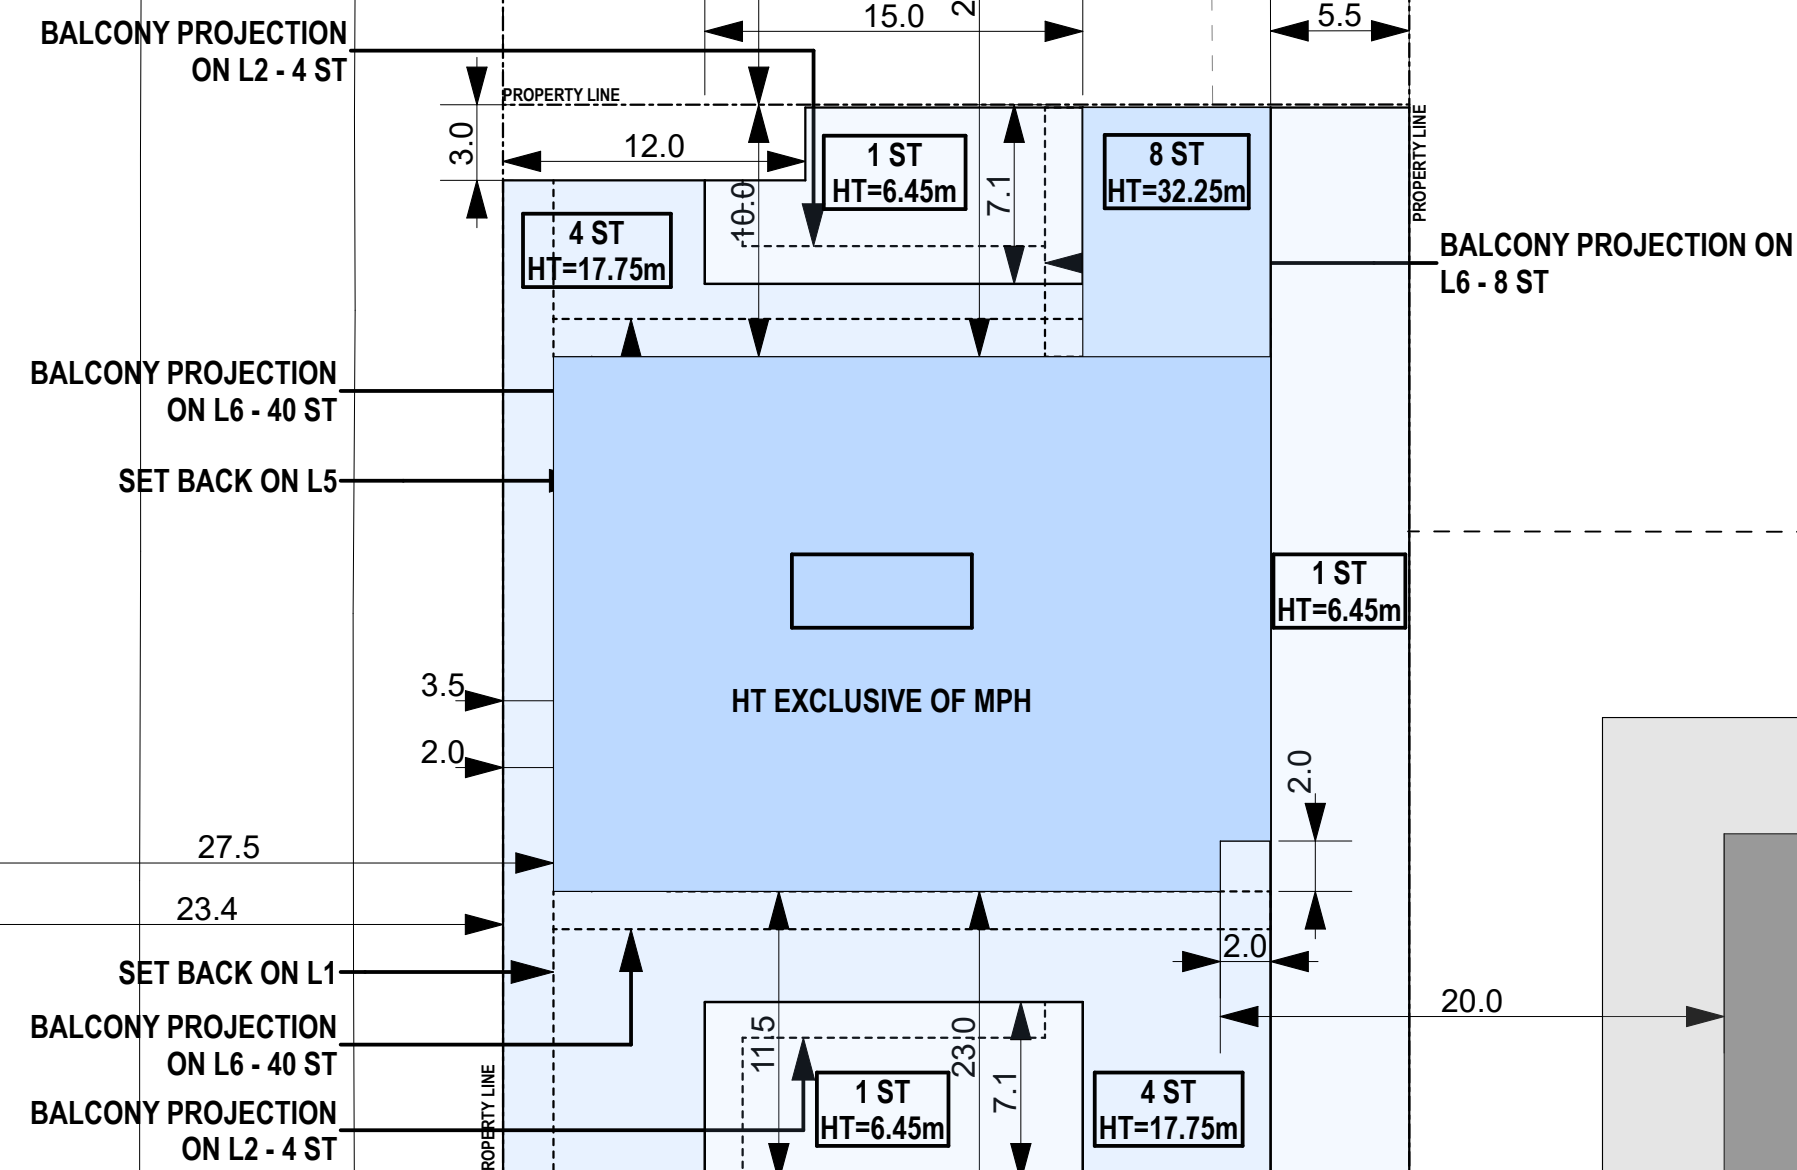 BALCONY PROJECTION
ON L2 - 4 ST
15.0
2
5.5
PROPERTY LINE
3.0
12.0
10.0
1 ST
HT=6.45m
7.1
8 ST
HT=32.25m
PROPERTY LINE
4 ST
HT=17.75m
BALCONY PROJECTION ON
L6 - 8 ST
BALCONY PROJECTION
ON L6 - 40 ST
SET BACK ON L5
1 ST
HT=6.45m
3.5
HT EXCLUSIVE OF MPH
2.0
2.0
27.5
23.4
2.0
SET BACK ON L1
20.0
BALCONY PROJECTION
ON L6 - 40 ST
11.5
23.0
7.1
1 ST
HT=6.45m
4 ST
HT=17.75m
BALCONY PROJECTION
ON L2 - 4 ST
ROPERTY LINE